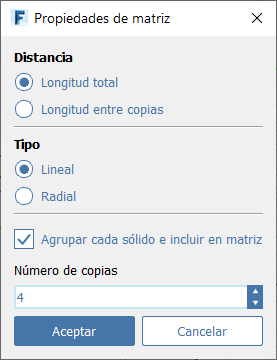 Propiedades de matriz
Distancia
Longitud total
Longitud entre copias
Tipo
Lineal
Radial
Agrupar cada sólido e incluir en matriz
Número de copias
4
Aceptar
Cancelar